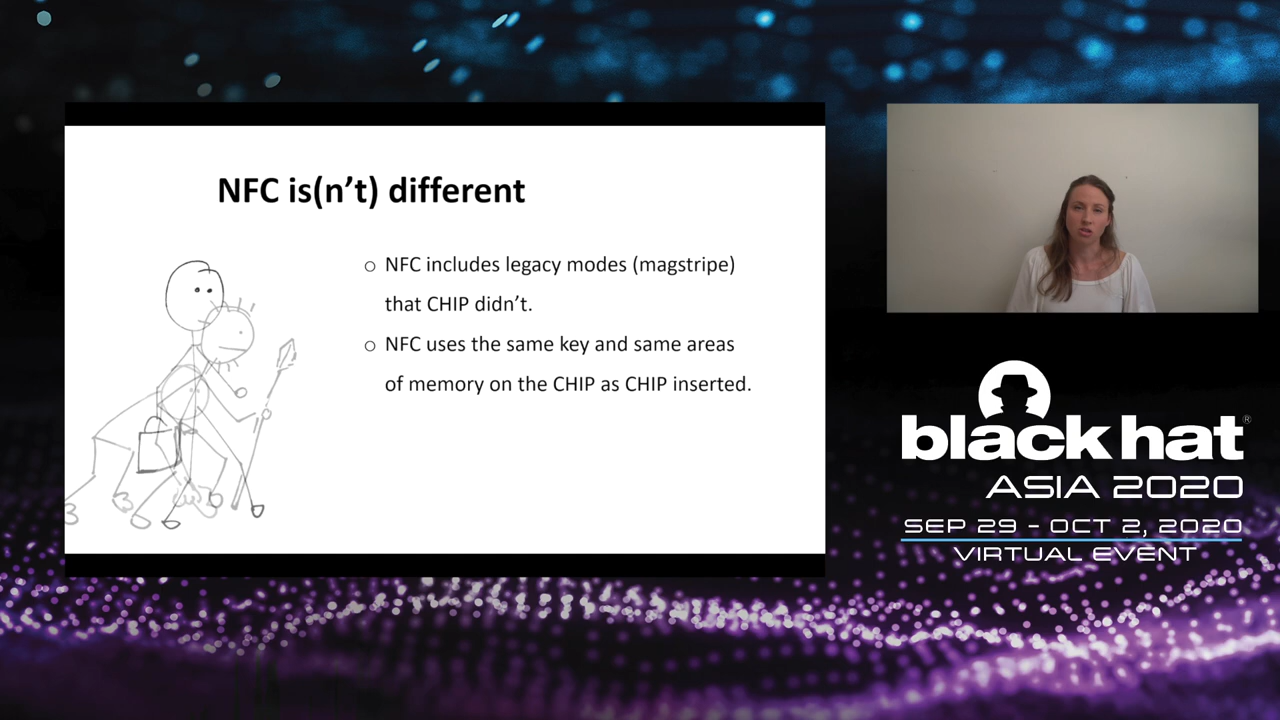 NFC is(n’t) different
○ NFC includes legacy modes (magstripe)
that CHIP didn’t.
○ NFC uses the same key and same areas
of memory on the CHIP as CHIP inserted.
black hat®
ASIA 2020
SEP 29 - OCT 2, 2020
VIRTUAL EVENT